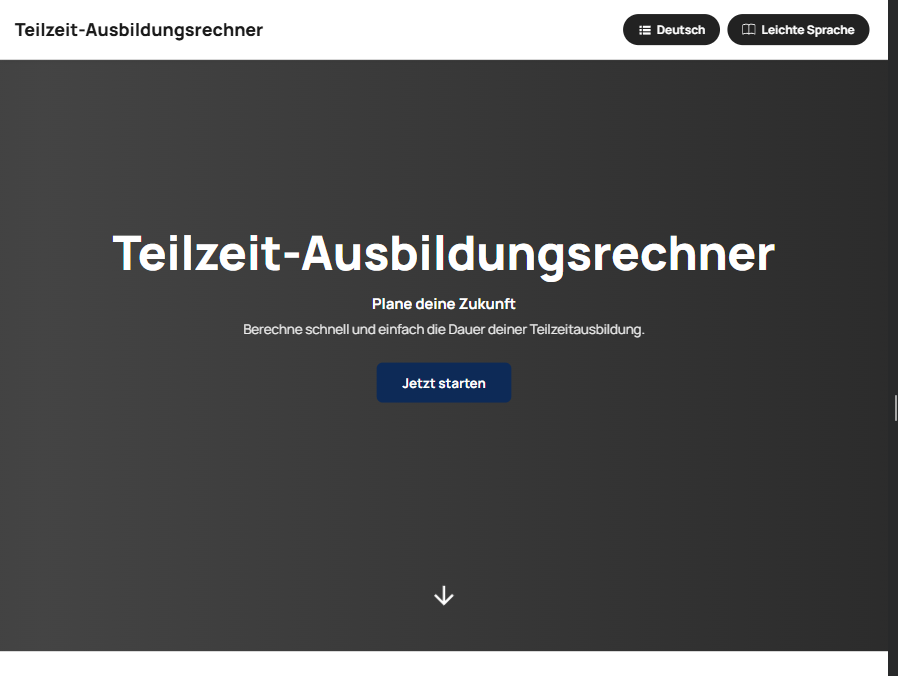 Teilzeit-Ausbildungsrechner
Deutsch
Leichte Sprache
Teilzeit-Ausbildungsrechner
Plane deine Zukunft
Berechne schnell und einfach die Dauer deiner Teilzeitausbildung.
Jetzt starten